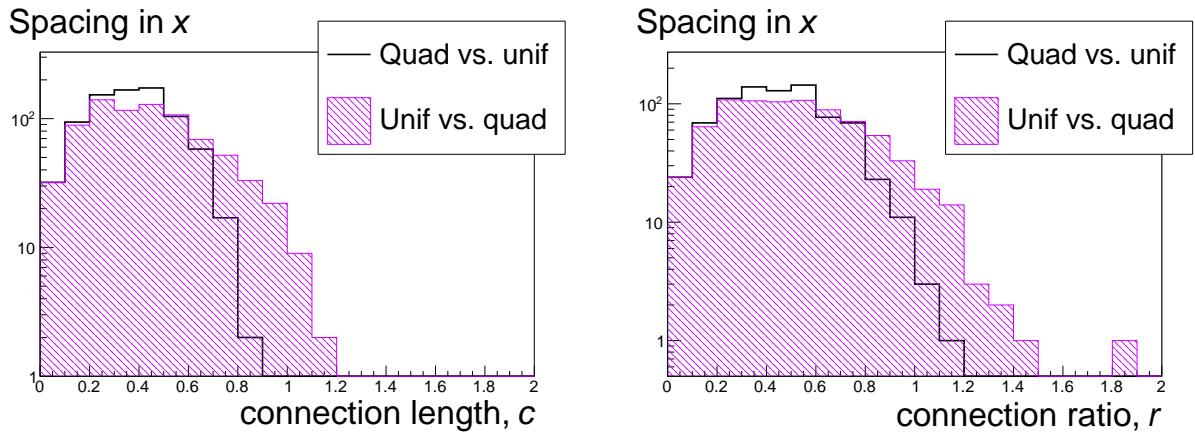 Spacing in x
Quad vs. unif
Unif vs. quad
10²
10
1
0 0.2 0.4 0.6 0.8 1 1.2 1.4 1.6 1.8 2
connection length, c
Spacing in x
Quad vs. unif
Unif vs. quad
10²
10
1
0 0.2 0.4 0.6 0.8 1 1.2 1.4 1.6 1.8 2
connection ratio, r